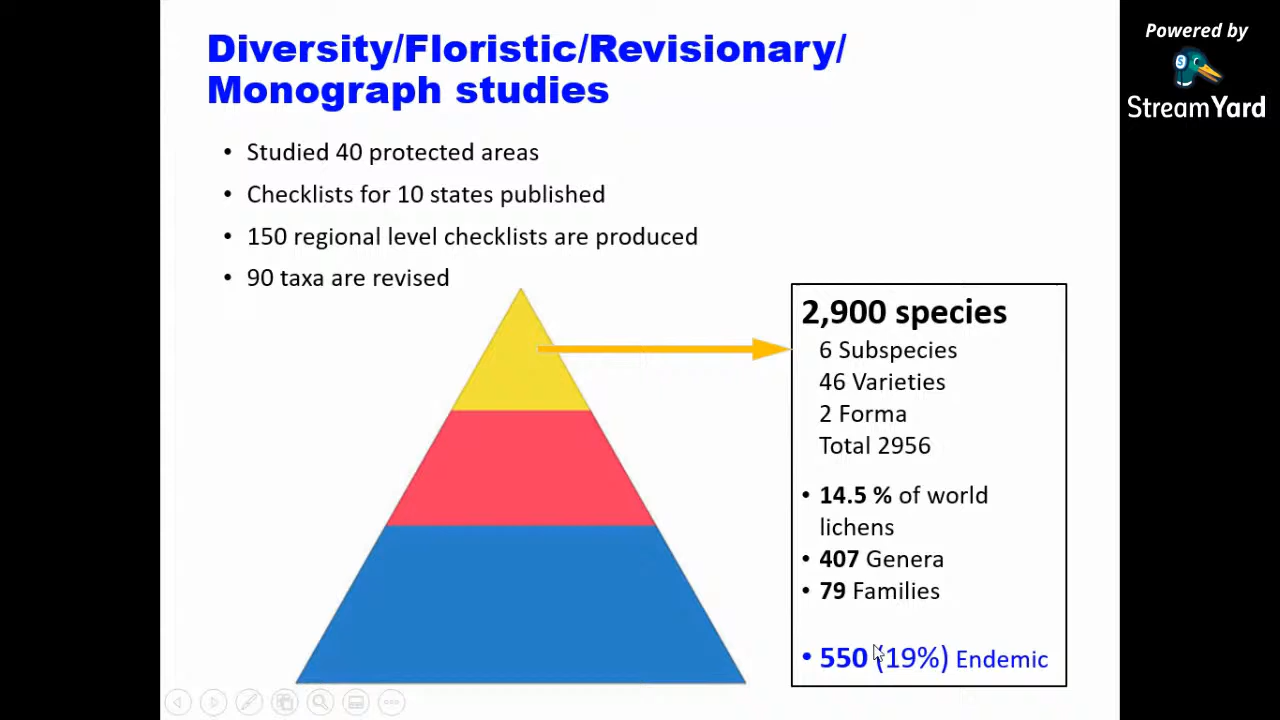 Diversity/Floristic/Revisionary/
Monograph studies
• Studied 40 protected areas
• Checklists for 10 states published
• 150 regional level checklists are produced
• 90 taxa are revised
2,900 species
6 Subspecies
46 Varieties
2 Forma
Total 2956
• 14.5 % of world
lichens
• 407 Genera
• 79 Families
• 550 (19%) Endemic
Powered by
S
StreamYard